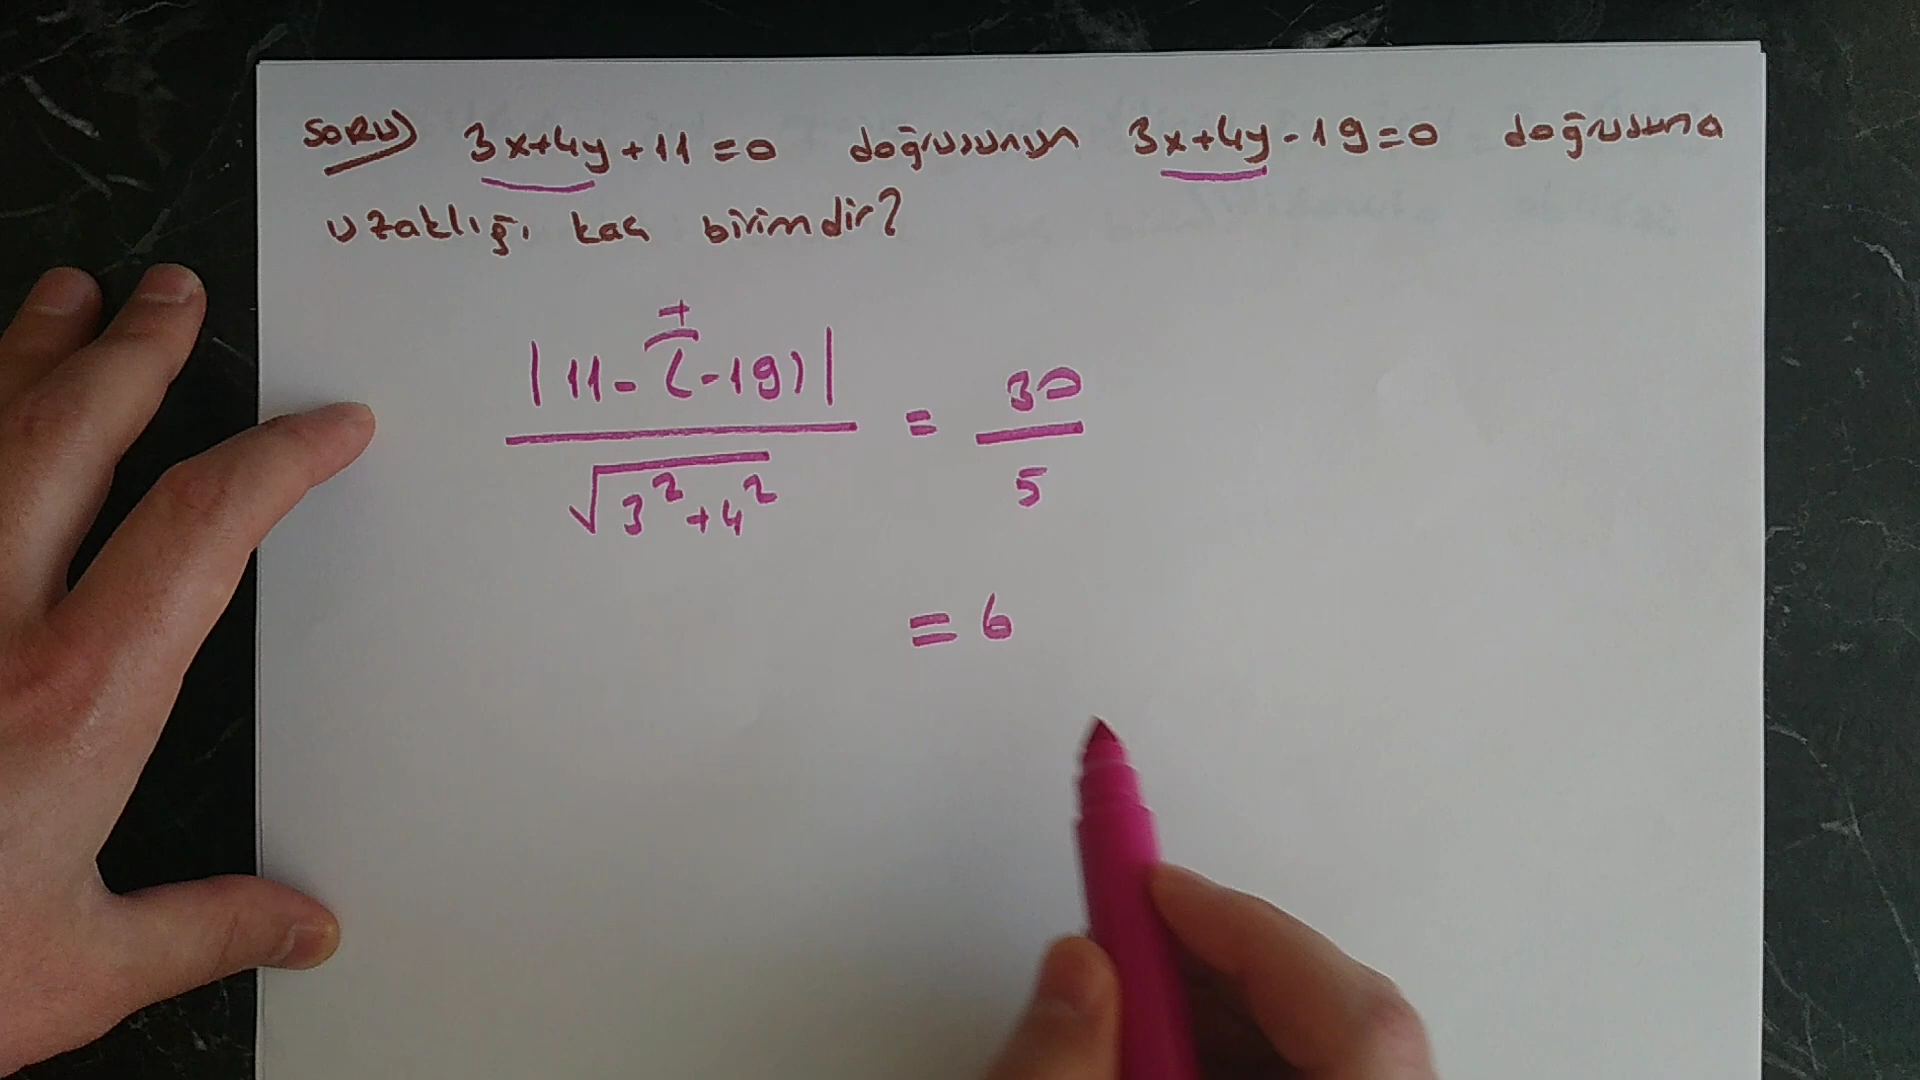 SORU) 3x+4y+11=0 doğrusunun 3x+4y-19=0 doğrusuna
uzaklığı kaç birimdir?
+
|11-(-19)| / √3²+4² = 30/5
= 6